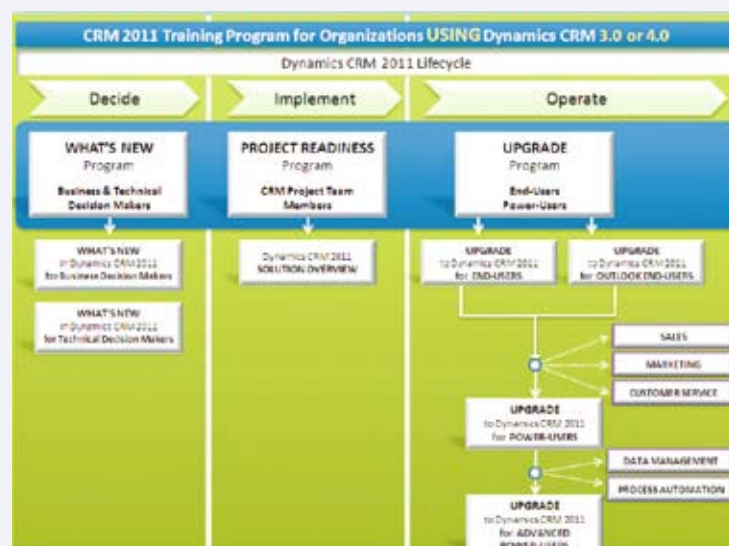 CRM 2011 Training Program for Organizations USING Dynamics CRM 3.0 or 4.0
Dynamics CRM 2011 Lifecycle
Decide
Implement
Operate
WHAT'S NEW
Program
Business & Technical
Decision Makers
PROJECT READINESS
Program
CRM Project Team
Members
UPGRADE
Program
End-Users
Power-Users
WHAT'S NEW
in Dynamics CRM 2011
for Business Decision Makers
WHAT'S NEW
in Dynamics CRM 2011
for Technical Decision Makers
Dynamics CRM 2011
SOLUTION OVERVIEW
UPGRADE
to Dynamics CRM 2011
for END-USERS
UPGRADE
to Dynamics CRM 2011
for OUTLOOK END-USERS
SALES
MARKETING
CUSTOMER SERVICE
UPGRADE
to Dynamics CRM 2011
for POWER-USERS
DATA MANAGEMENT
PROCESS AUTOMATION
UPGRADE
to Dynamics CRM 2011
for ADVANCED
POWER-USERS